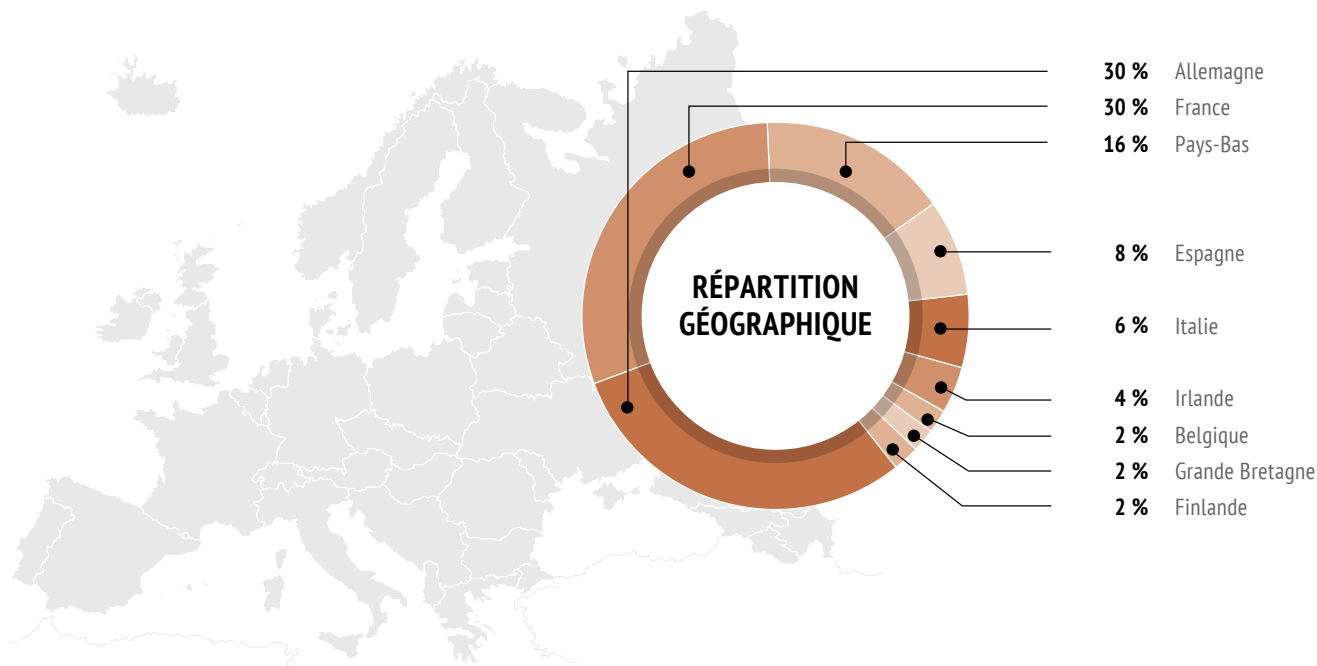 30 % Allemagne
30 % France
16 % Pays-Bas
8 % Espagne
RÉPARTITION
GÉOGRAPHIQUE
6 % Italie
4 % Irlande
2 % Belgique
2 % Grande Bretagne
2 % Finlande